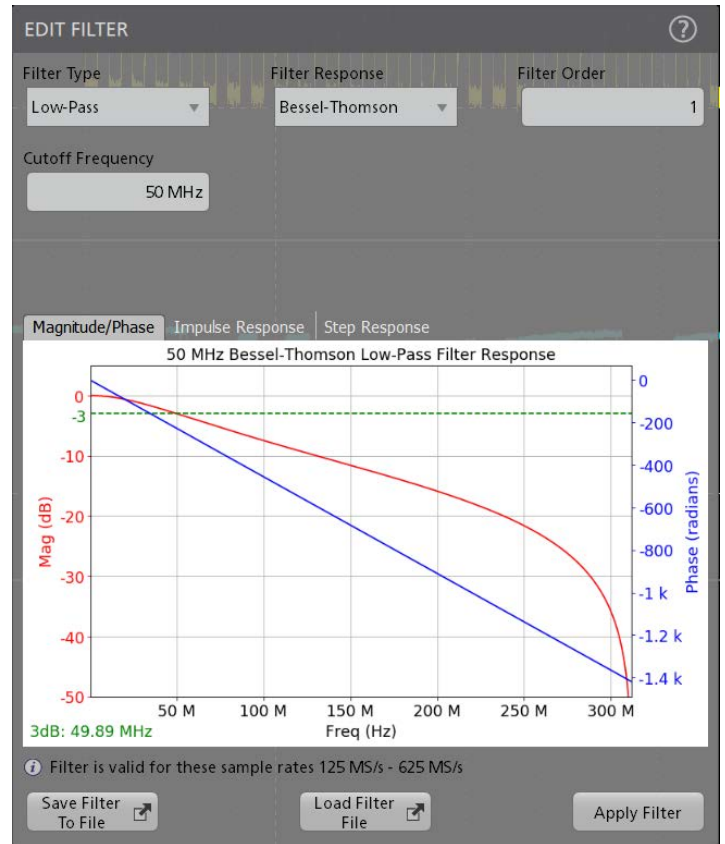 EDIT FILTER ?
Filter Type Filter Response Filter Order
Low-Pass Bessel-Thomson 1
Cutoff Frequency
50 MHz
Magnitude/Phase Impulse Response Step Response
50 MHz Bessel-Thomson Low-Pass Filter Response
0
-3
-10
-20
-30
-40
-50
Mag (dB)
0
-200
-400
-600
-800
-1 k
-1.2 k
-1.4 k
Phase (radians)
50 M 100 M 150 M 200 M 250 M 300 M
3dB: 49.89 MHz Freq (Hz)
i Filter is valid for these sample rates 125 MS/s - 625 MS/s
Save Filter
To File
Load Filter
File
Apply Filter